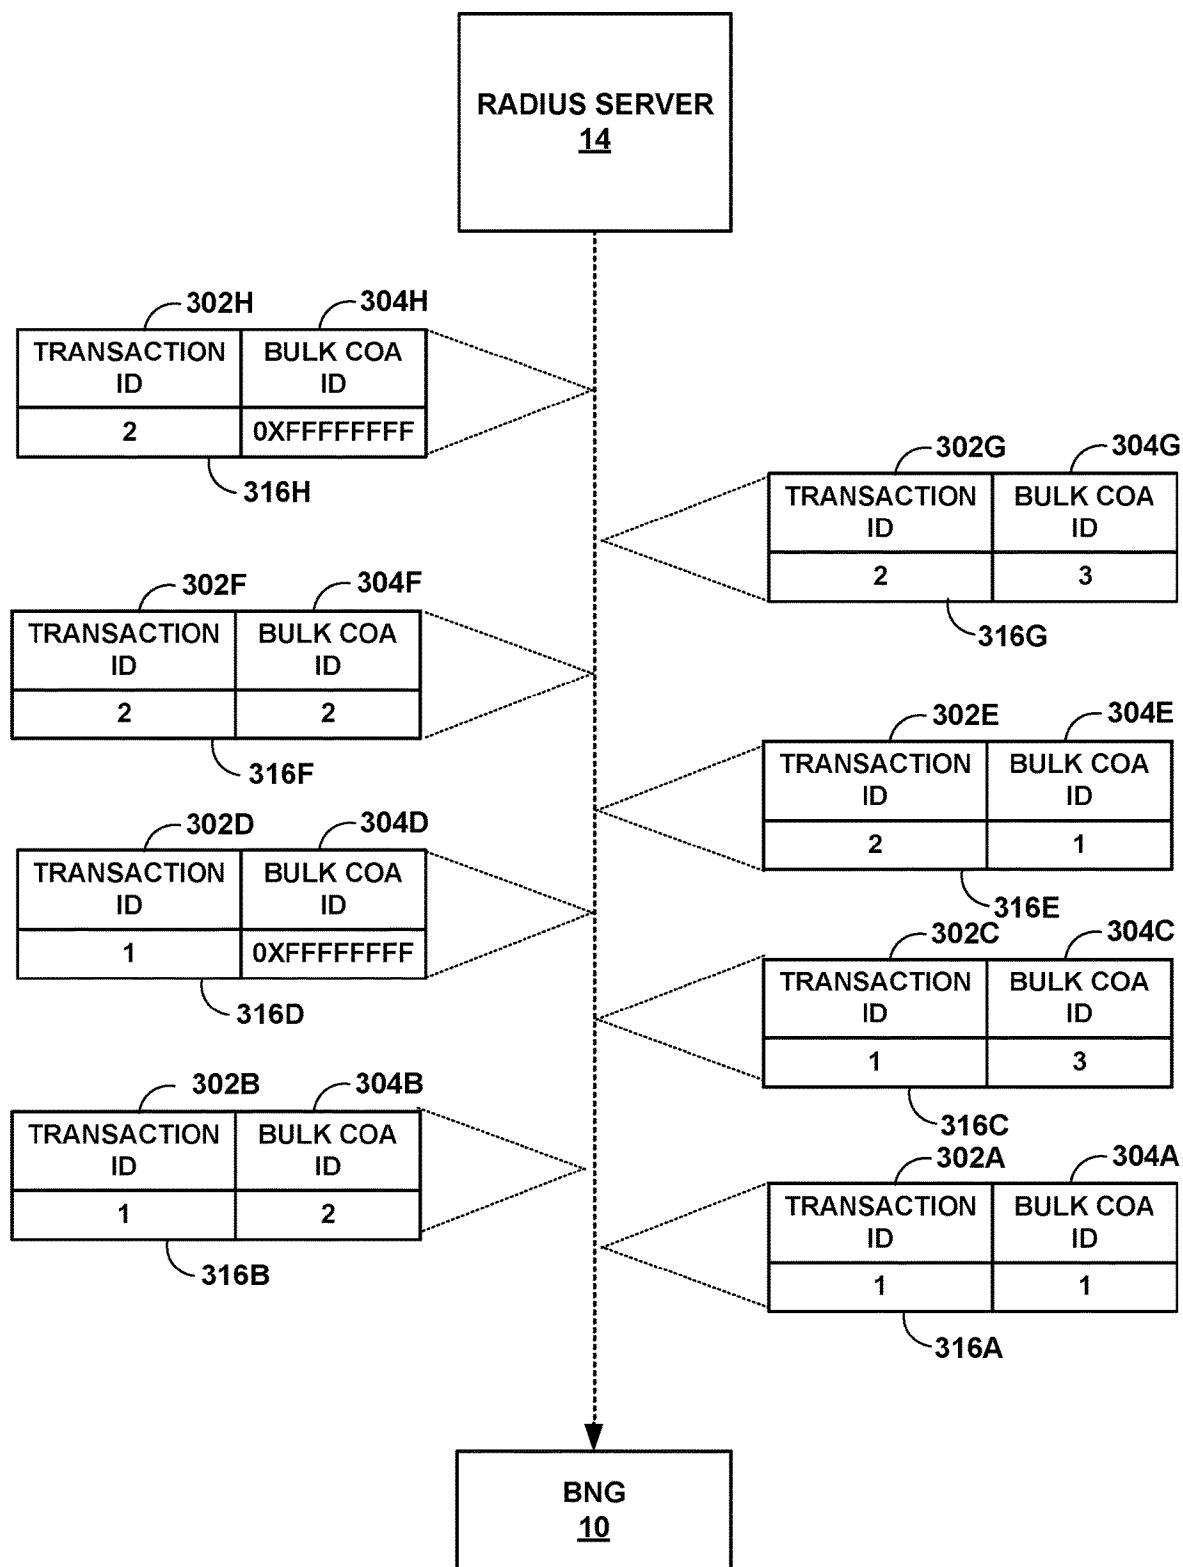 RADIUS SERVER
14
302H 304H
TRANSACTION ID BULK COA ID
2 0XFFFFFFFF
316H
302G 304G
TRANSACTION ID BULK COA ID
2 3
316G
302F 304F
TRANSACTION ID BULK COA ID
2 2
316F
302E 304E
TRANSACTION ID BULK COA ID
2 1
316E
302D 304D
TRANSACTION ID BULK COA ID
1 0XFFFFFFFF
316D
302C 304C
TRANSACTION ID BULK COA ID
1 3
316C
302B 304B
TRANSACTION ID BULK COA ID
1 2
316B
302A 304A
TRANSACTION ID BULK COA ID
1 1
316A
BNG
10